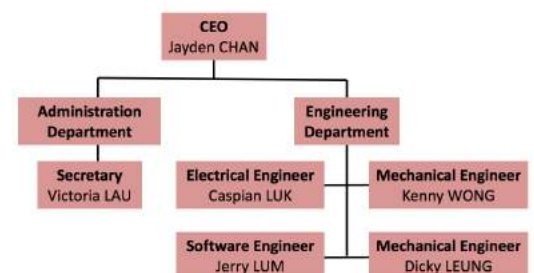 CEO
Jayden CHAN
Administration
Department
Engineering
Department
Secretary
Victoria LAU
Electrical Engineer
Caspian LUK
Mechanical Engineer
Kenny WONG
Software Engineer
Jerry LUM
Mechanical Engineer
Dicky LEUNG